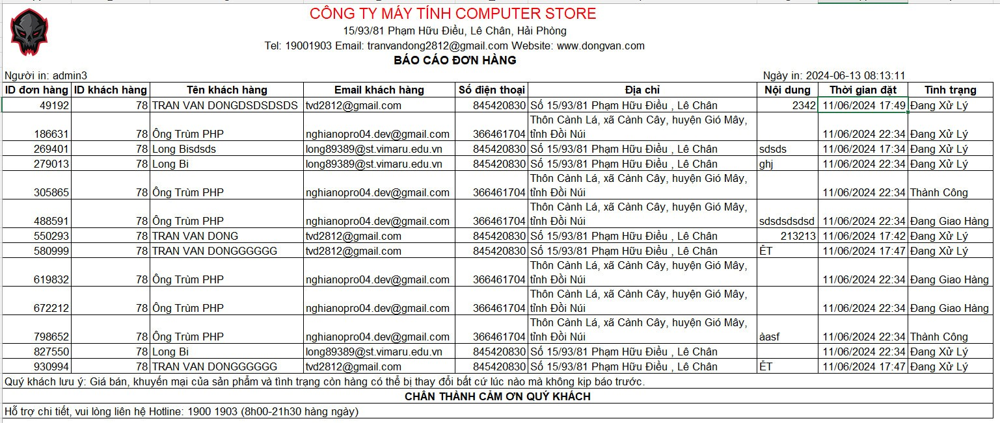 CÔNG TY MÁY TÍNH COMPUTER STORE
15/93/81 Phạm Hữu Điều, Lê Chân, Hải Phòng
Tel: 19001903 Email: tranvandong2812@gmail.com Website: www.dongvan.com
BÁO CÁO ĐƠN HÀNG
Người in: admin3 Ngày in: 2024-06-13 08:13:11
ID đơn hàng ID khách hàng Tên khách hàng Email khách hàng Số điện thoại Địa chỉ Nội dung Thời gian đặt Tình trạng
49192 78 TRAN VAN DONGDSDSDSDS tvd2812@gmail.com 845420830 Số 15/93/81 Phạm Hữu Điều , Lê Chân 2342 11/06/2024 17:49 Đang Xử Lý
Thôn Cành Lá, xã Cành Cây, huyện Gió Mây,
186631 78 Ông Trùm PHP nghianopro04.dev@gmail.com 366461704 tỉnh Đồi Núi 11/06/2024 22:34 Đang Xử Lý
269401 78 Long Bisdsds long89389@st.vimaru.edu.vn 845420830 Số 15/93/81 Phạm Hữu Điều , Lê Chân sdsds 11/06/2024 17:34 Đang Xử Lý
279013 78 Long Bi long89389@st.vimaru.edu.vn 845420830 Số 15/93/81 Phạm Hữu Điều , Lê Chân ghj 11/06/2024 22:34 Đang Xử Lý
Thôn Cành Lá, xã Cành Cây, huyện Gió Mây,
305865 78 Ông Trùm PHP nghianopro04.dev@gmail.com 366461704 tỉnh Đồi Núi 11/06/2024 22:34 Thành Công
Thôn Cành Lá, xã Cành Cây, huyện Gió Mây,
488591 78 Ông Trùm PHP nghianopro04.dev@gmail.com 366461704 tỉnh Đồi Núi sdsdsdsdsd 11/06/2024 22:34 Đang Giao Hàng
550293 78 TRAN VAN DONG tvd2812@gmail.com 845420830 Số 15/93/81 Phạm Hữu Điều , Lê Chân 213213 11/06/2024 17:42 Đang Xử Lý
580999 78 TRAN VAN DONGGGGGG tvd2812@gmail.com 845420830 Số 15/93/81 Phạm Hữu Điều , Lê Chân ÉT 11/06/2024 17:47 Đang Xử Lý
Thôn Cành Lá, xã Cành Cây, huyện Gió Mây,
619832 78 Ông Trùm PHP nghianopro04.dev@gmail.com 366461704 tỉnh Đồi Núi 11/06/2024 22:34 Đang Giao Hàng
Thôn Cành Lá, xã Cành Cây, huyện Gió Mây,
672212 78 Ông Trùm PHP nghianopro04.dev@gmail.com 366461704 tỉnh Đồi Núi 11/06/2024 22:34 Đang Giao Hàng
Thôn Cành Lá, xã Cành Cây, huyện Gió Mây,
798652 78 Ông Trùm PHP nghianopro04.dev@gmail.com 366461704 tỉnh Đồi Núi àasf 11/06/2024 22:34 Thành Công
827550 78 Long Bi long89389@st.vimaru.edu.vn 845420830 Số 15/93/81 Phạm Hữu Điều , Lê Chân 11/06/2024 22:34 Đang Xử Lý
930994 78 TRAN VAN DONGGGGGG tvd2812@gmail.com 845420830 Số 15/93/81 Phạm Hữu Điều , Lê Chân ÉT 11/06/2024 17:47 Đang Xử Lý
Quý khách lưu ý: Giá bán, khuyến mại của sản phẩm và tình trạng còn hàng có thể bị thay đổi bất cứ lúc nào mà không kịp báo trước.
CHÂN THÀNH CẢM ƠN QUÝ KHÁCH
Hỗ trợ chi tiết, vui lòng liên hệ Hotline: 1900 1903 (8h00-21h30 hàng ngày)